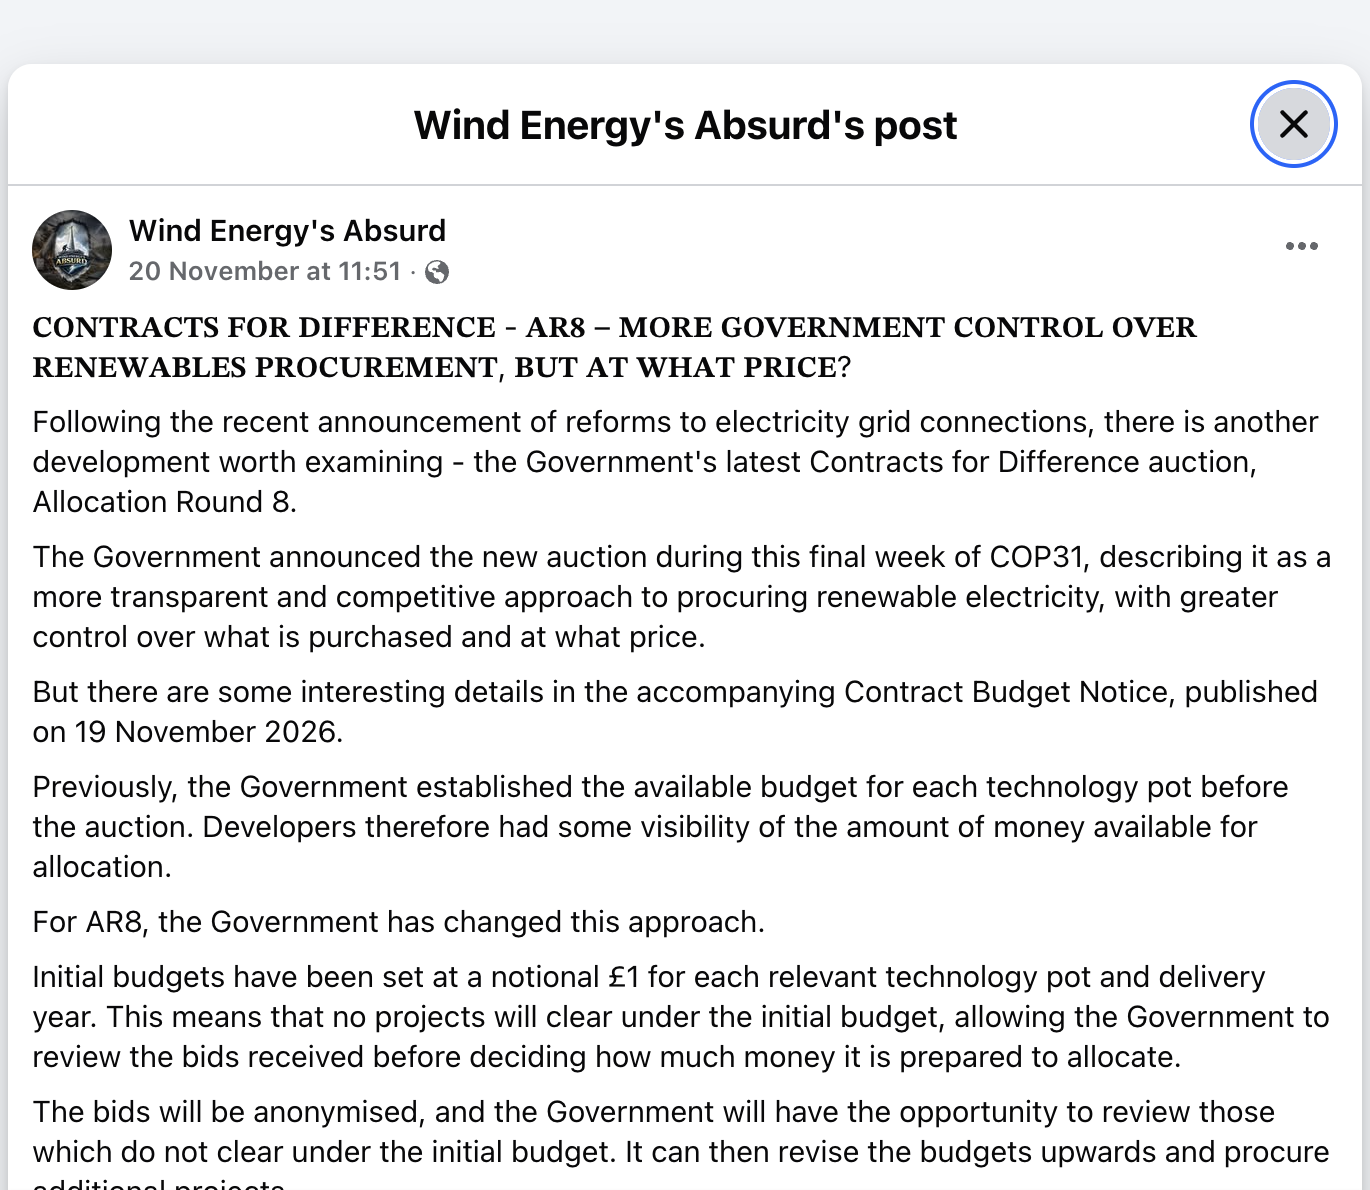 Wind Energy's Absurd's post
ABSURD
Wind Energy's Absurd
20 November at 11:51 ·
CONTRACTS FOR DIFFERENCE - AR8 – MORE GOVERNMENT CONTROL OVER
RENEWABLES PROCUREMENT, BUT AT WHAT PRICE?
Following the recent announcement of reforms to electricity grid connections, there is another
development worth examining - the Government's latest Contracts for Difference auction,
Allocation Round 8.
The Government announced the new auction during this final week of COP31, describing it as a
more transparent and competitive approach to procuring renewable electricity, with greater
control over what is purchased and at what price.
But there are some interesting details in the accompanying Contract Budget Notice, published
on 19 November 2026.
Previously, the Government established the available budget for each technology pot before
the auction. Developers therefore had some visibility of the amount of money available for
allocation.
For AR8, the Government has changed this approach.
Initial budgets have been set at a notional £1 for each relevant technology pot and delivery
year. This means that no projects will clear under the initial budget, allowing the Government to
review the bids received before deciding how much money it is prepared to allocate.
The bids will be anonymised, and the Government will have the opportunity to review those
which do not clear under the initial budget. It can then revise the budgets upwards and procure
additional projects.